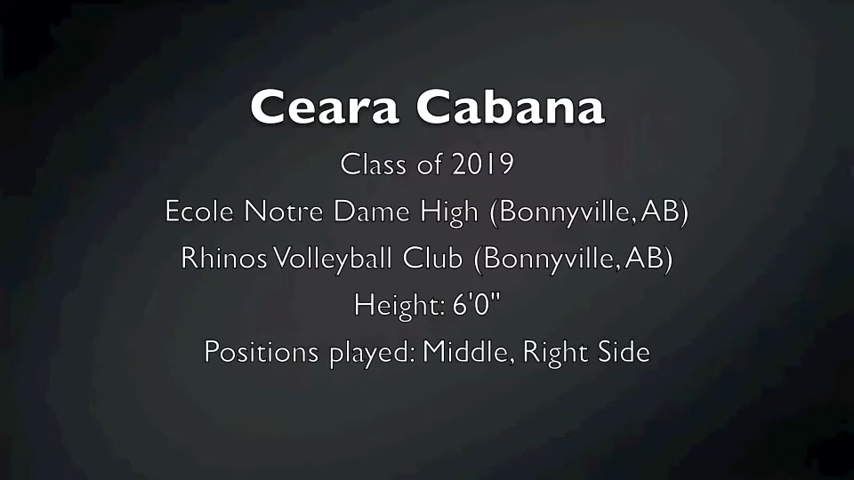 Ceara Cabana
Class of 2019
Ecole Notre Dame High (Bonnyville, AB)
Rhinos Volleyball Club (Bonnyville, AB)
Height: 6'0"
Positions played: Middle, Right Side